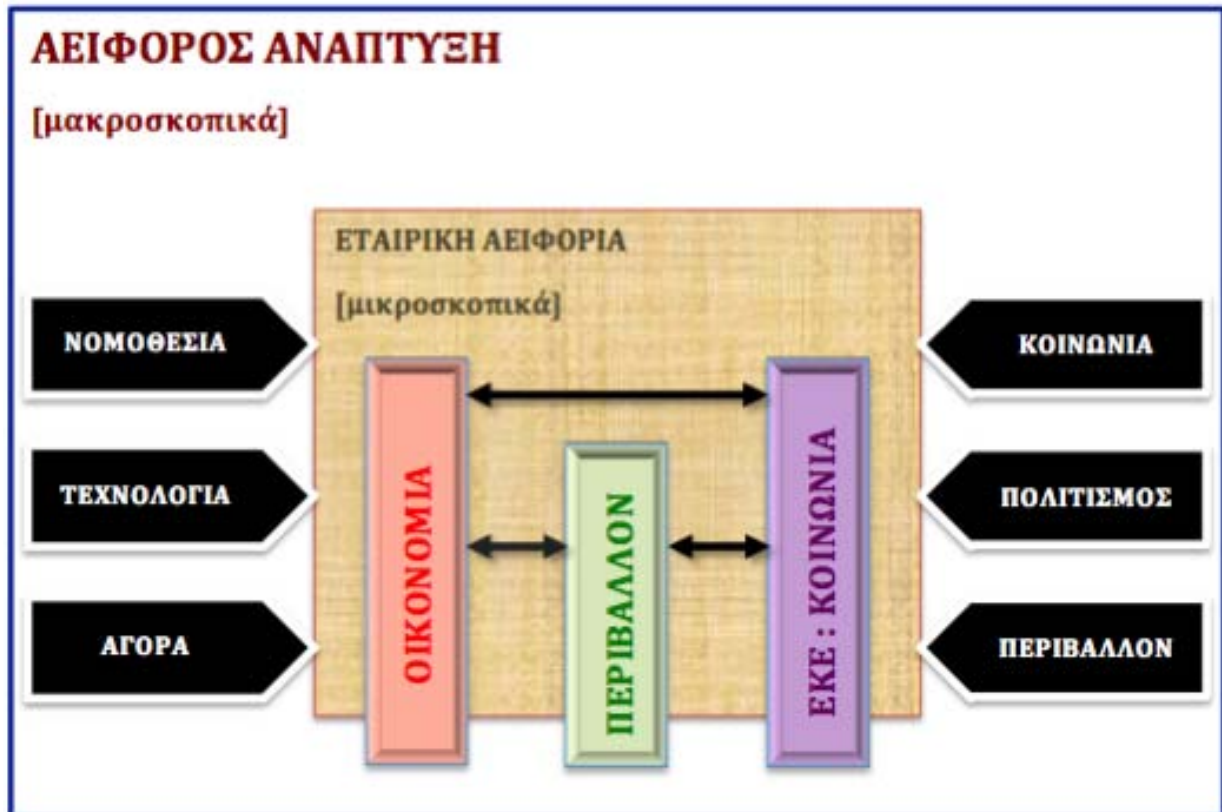 ΑΕΙΦΟΡΟΣ ΑΝΑΠΤΥΞΗ
[μακροσκοπικά]
ΕΤΑΙΡΙΚΗ ΑΕΙΦΟΡΙΑ
[μικροσκοπικά]
ΝΟΜΟΘΕΣΙΑ
ΤΕΧΝΟΛΟΓΙΑ
ΑΓΟΡΑ
ΟΙΚΟΝΟΜΙΑ
ΠΕΡΙΒΑΛΛΟΝ
ΕΚΕ : ΚΟΙΝΩΝΙΑ
ΚΟΙΝΩΝΙΑ
ΠΟΛΙΤΙΣΜΟΣ
ΠΕΡΙΒΑΛΛΟΝ